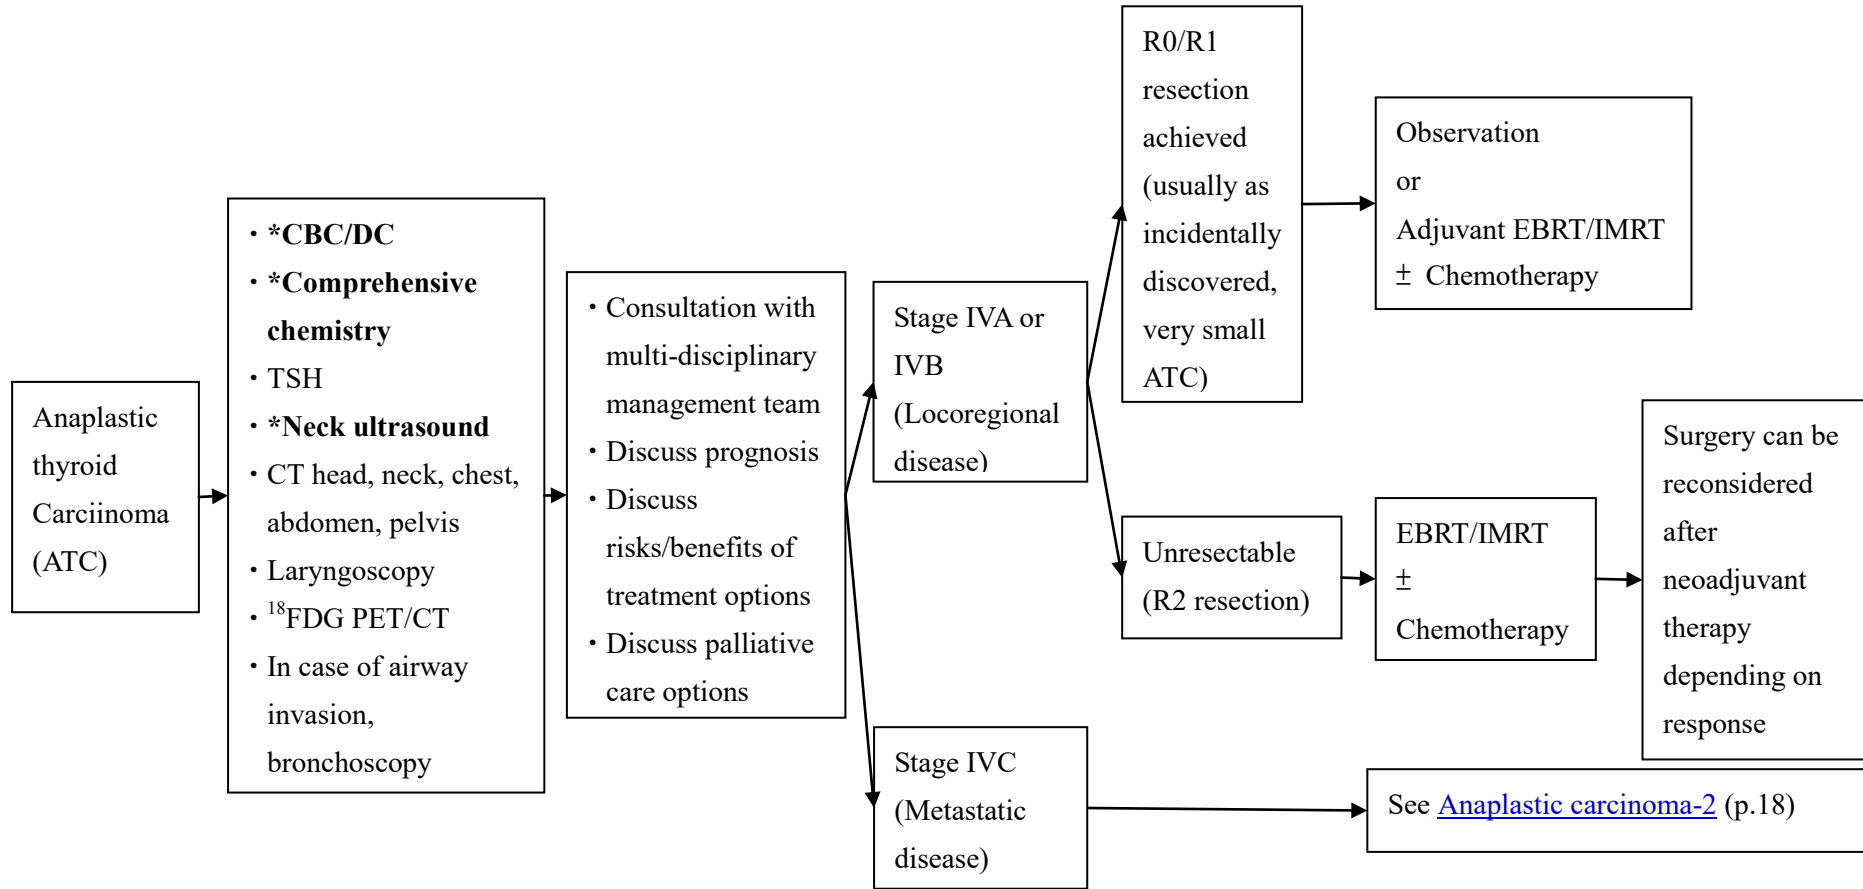 Anaplastic
thyroid
Carciinoma
(ATC)
・*CBC/DC
・*Comprehensive
chemistry
・TSH
・*Neck ultrasound
・CT head, neck, chest,
abdomen, pelvis
・Laryngoscopy
・¹⁸FDG PET/CT
・In case of airway
invasion,
bronchoscopy
・Consultation with
multi-disciplinary
management team
・Discuss prognosis
・Discuss
risks/benefits of
treatment options
・Discuss palliative
care options
Stage IVA or
IVB
(Locoregional
disease)
R0/R1
resection
achieved
(usually as
incidentally
discovered,
very small
ATC)
Observation
or
Adjuvant EBRT/IMRT
± Chemotherapy
Unresectable
(R2 resection)
EBRT/IMRT
±
Chemotherapy
Surgery can be
reconsidered
after
neoadjuvant
therapy
depending on
response
Stage IVC
(Metastatic
disease)
See Anaplastic carcinoma-2 (p.18)